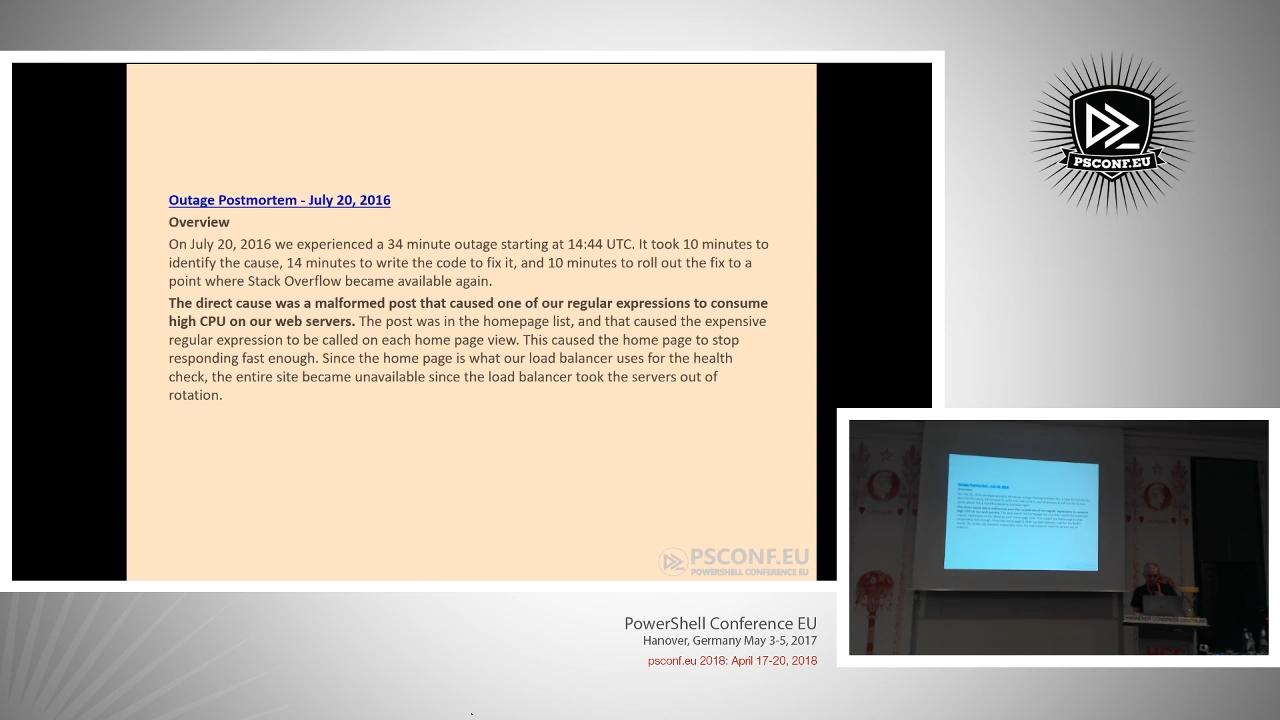 Outage Postmortem - July 20, 2016
Overview
On July 20, 2016 we experienced a 34 minute outage starting at 14:44 UTC. It took 10 minutes to
identify the cause, 14 minutes to write the code to fix it, and 10 minutes to roll out the fix to a
point where Stack Overflow became available again.
The direct cause was a malformed post that caused one of our regular expressions to consume
high CPU on our web servers. The post was in the homepage list, and that caused the expensive
regular expression to be called on each home page view. This caused the home page to stop
responding fast enough. Since the home page is what our load balancer uses for the health
check, the entire site became unavailable since the load balancer took the servers out of
rotation.
PSCONF.EU
POWERSHELL CONFERENCE EU
PSCONF.EU
PowerShell Conference EU
Hanover, Germany May 3-5, 2017
psconf.eu 2018: April 17-20, 2018